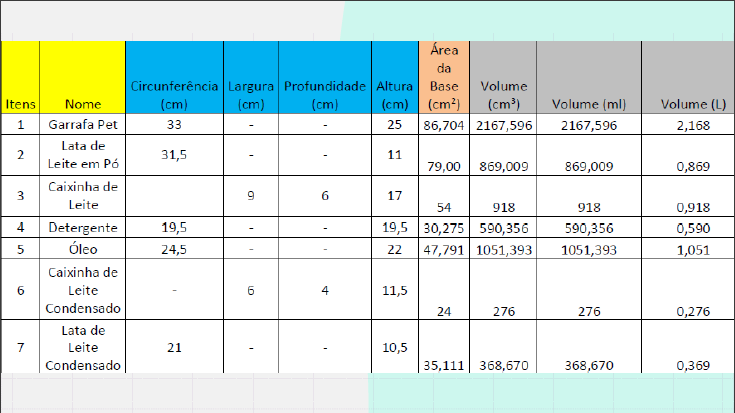 Itens Nome Circunferência (cm) Largura (cm) Profundidade (cm) Altura (cm) Área da Base (cm²) Volume (cm³) Volume (ml) Volume (L)
1 Garrafa Pet 33 - - 25 86,704 2167,596 2167,596 2,168
2 Lata de Leite em Pó 31,5 - - 11 79,00 869,009 869,009 0,869
3 Caixinha de Leite 9 6 17 54 918 918 0,918
4 Detergente 19,5 - - 19,5 30,275 590,356 590,356 0,590
5 Óleo 24,5 - - 22 47,791 1051,393 1051,393 1,051
6 Caixinha de Leite Condensado - 6 4 11,5 24 276 276 0,276
7 Lata de Leite Condensado 21 - - 10,5 35,111 368,670 368,670 0,369